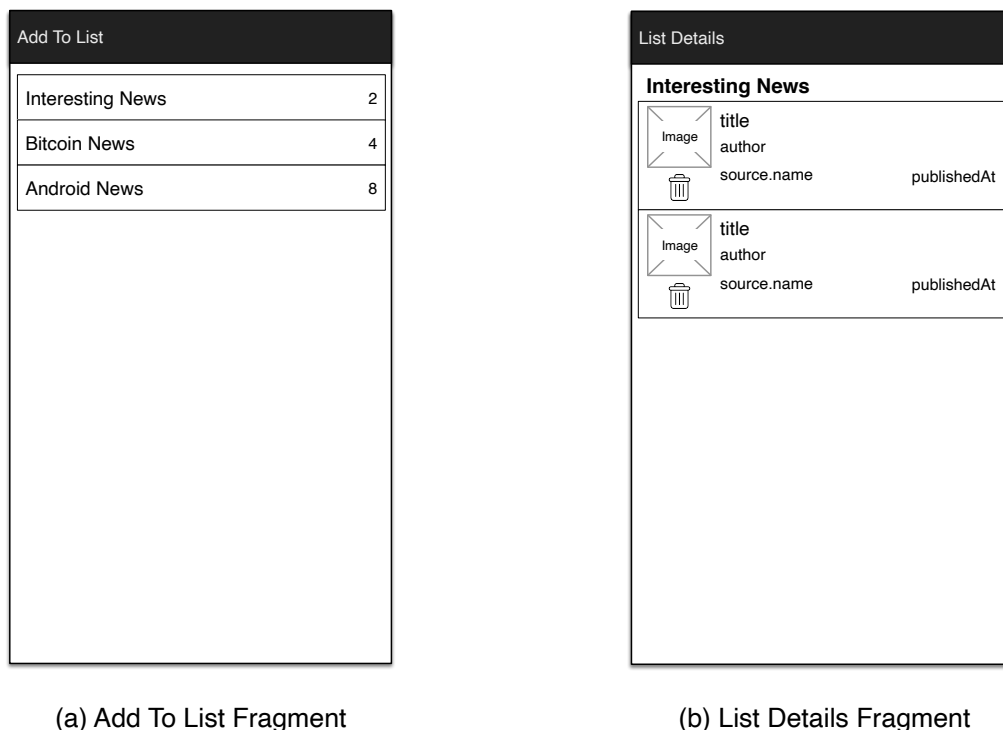 Add To List
Interesting News 2
Bitcoin News 4
Android News 8
(a) Add To List Fragment
List Details
Interesting News
Image
title
author
source.name publishedAt
Image
title
author
source.name publishedAt
(b) List Details Fragment